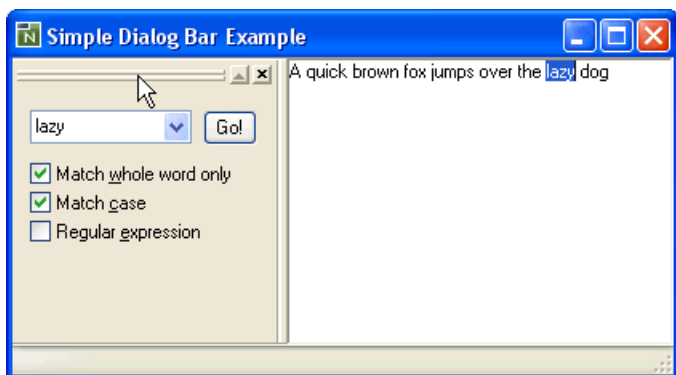 Simple Dialog Bar Example
A quick brown fox jumps over the lazy dog
lazy
Go!
Match whole word only
Match case
Regular expression